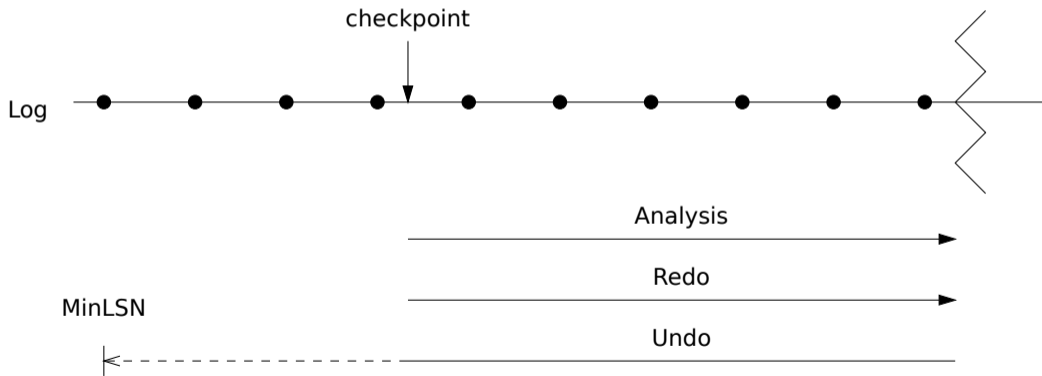 checkpoint
Log
Analysis
Redo
MinLSN
Undo